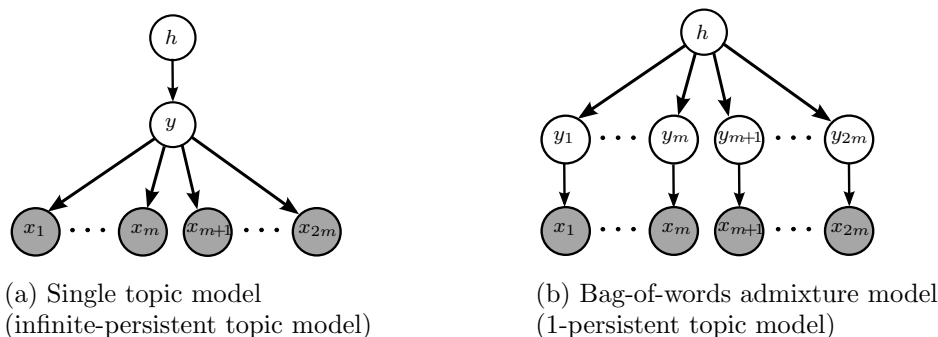 h
h
y
y₁ · · · yₘ yₘ₊₁ · · · y₂ₘ
x₁ · · · xₘ xₘ₊₁ · · · x₂ₘ
x₁ · · · xₘ xₘ₊₁ · · · x₂ₘ
(a) Single topic model
(infinite-persistent topic model)
(b) Bag-of-words admixture model
(1-persistent topic model)